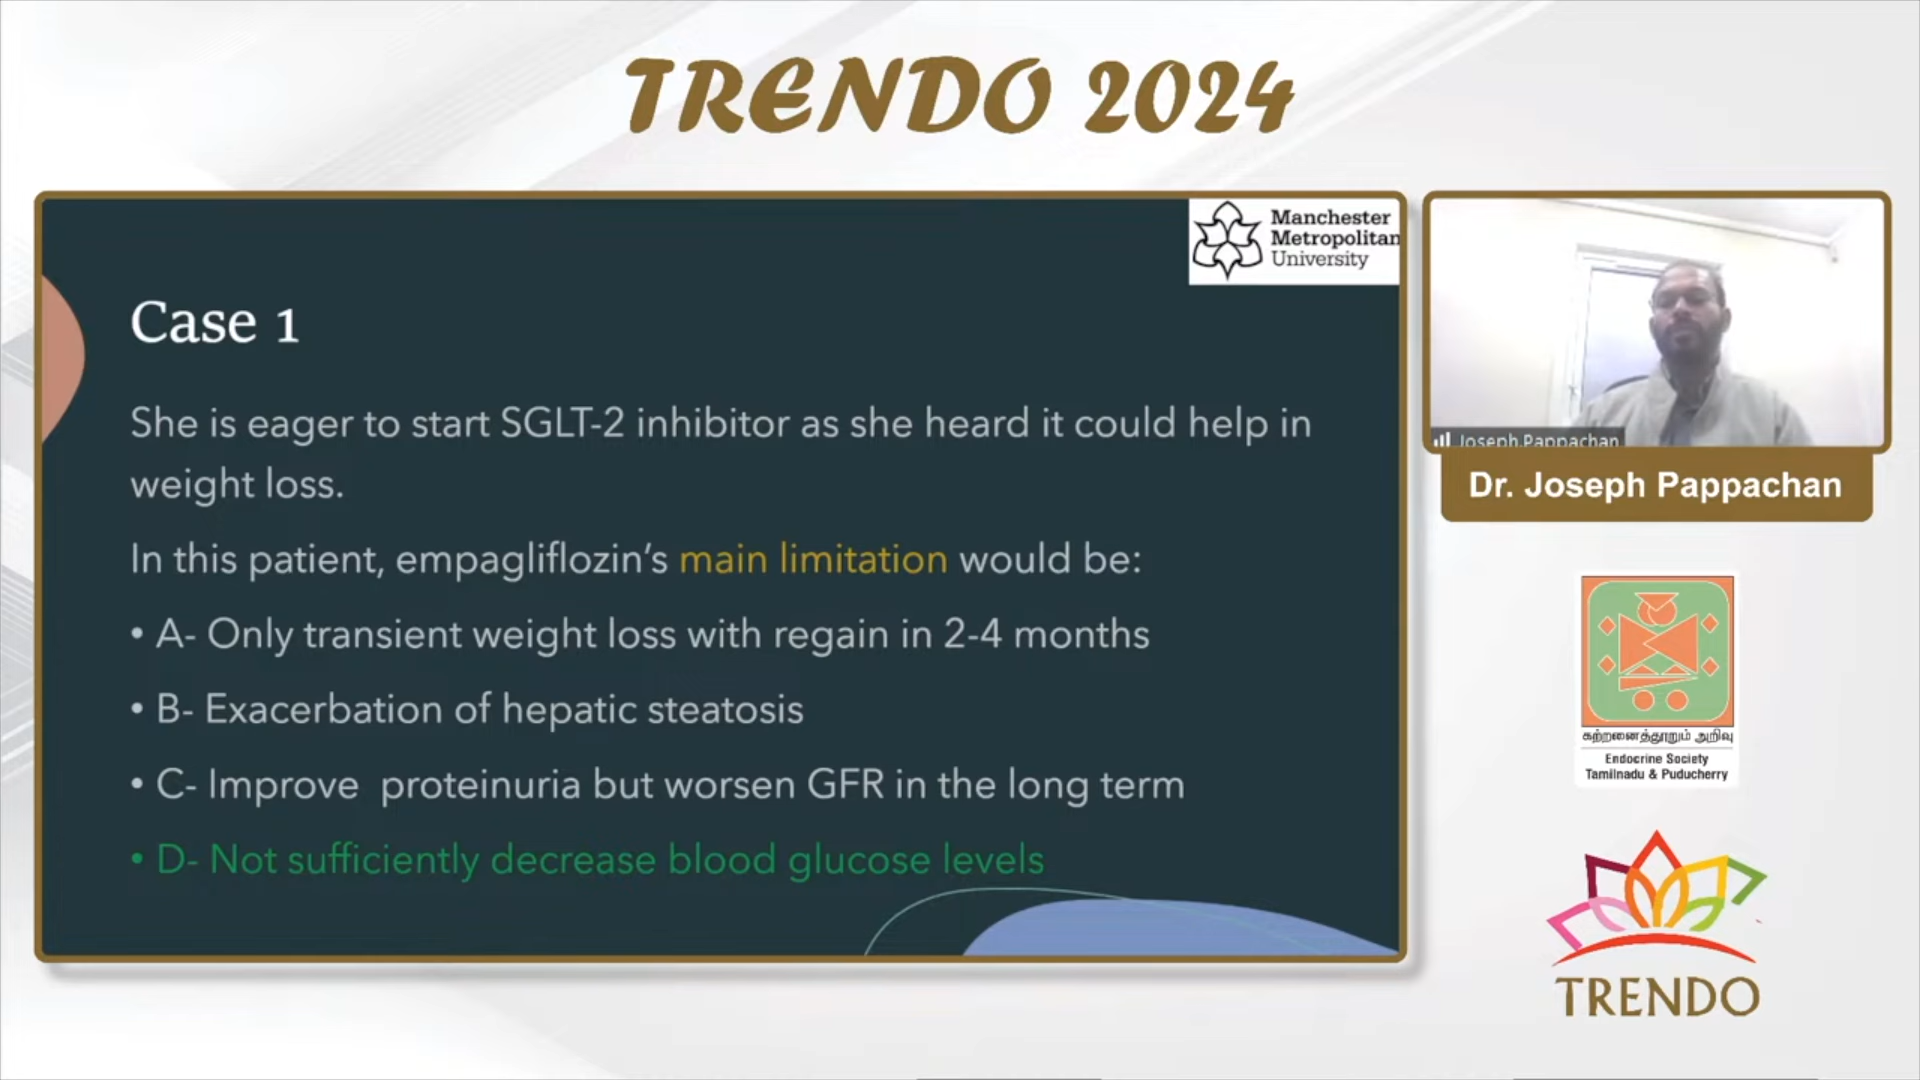 TRENDO 2024
Manchester
Metropolitan
University
Case 1
She is eager to start SGLT-2 inhibitor as she heard it could help in
weight loss.
In this patient, empagliflozin’s main limitation would be:
• A- Only transient weight loss with regain in 2-4 months
• B- Exacerbation of hepatic steatosis
• C- Improve  proteinuria but worsen GFR in the long term
• D- Not sufficiently decrease blood glucose levels
Joseph Pappachan
Dr. Joseph Pappachan
கற்றனைத்தூறும் அறிவு
Endocrine Society
Tamilnadu & Puducherry
TRENDO